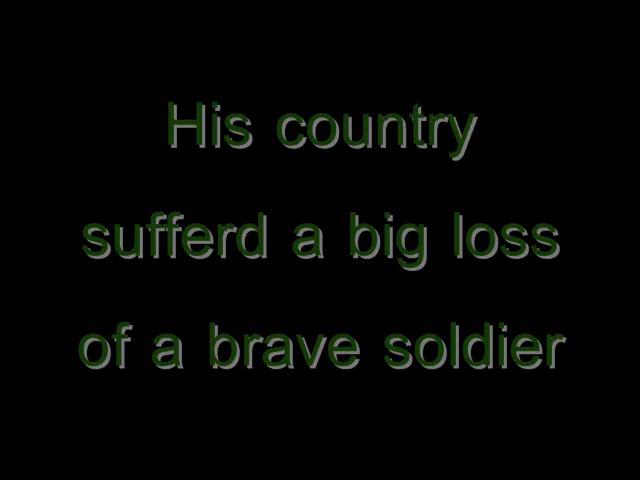 His country
sufferd a big loss
of a brave soldier